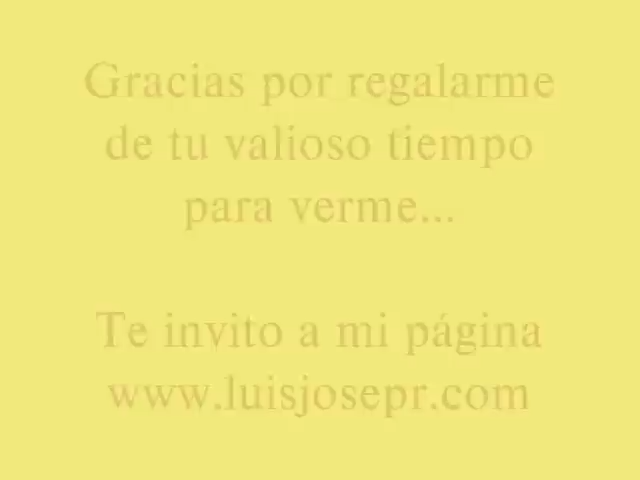 Gracias por regalarme
de tu valioso tiempo
para verme...
Te invito a mi página
www.luisjosepr.com